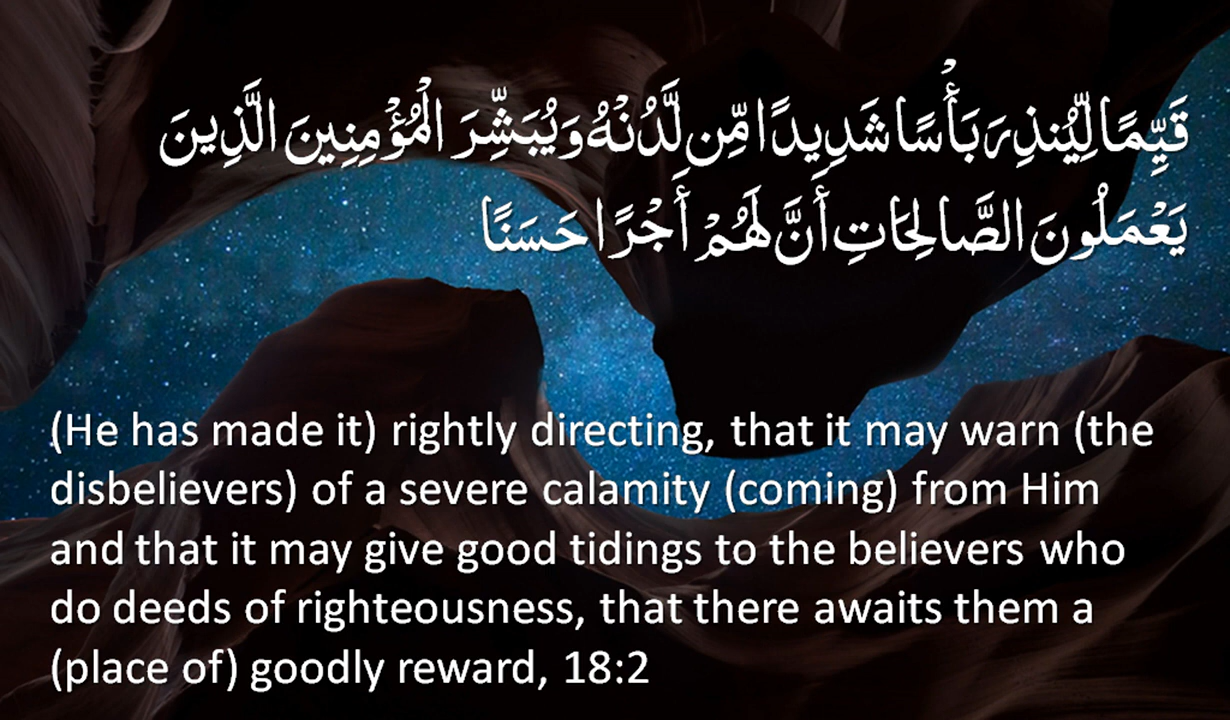 قَيِّمًا لِّيُنذِرَ بَأْسًا شَدِيدًا مِّن لَّدُنْهُ وَيُبَشِّرَ الْمُؤْمِنِينَ الَّذِينَ
يَعْمَلُونَ الصَّالِحَاتِ أَنَّ لَهُمْ أَجْرًا حَسَنًا
(He has made it) rightly directing, that it may warn (the
disbelievers) of a severe calamity (coming) from Him
and that it may give good tidings to the believers who
do deeds of righteousness, that there awaits them a
(place of) goodly reward, 18:2